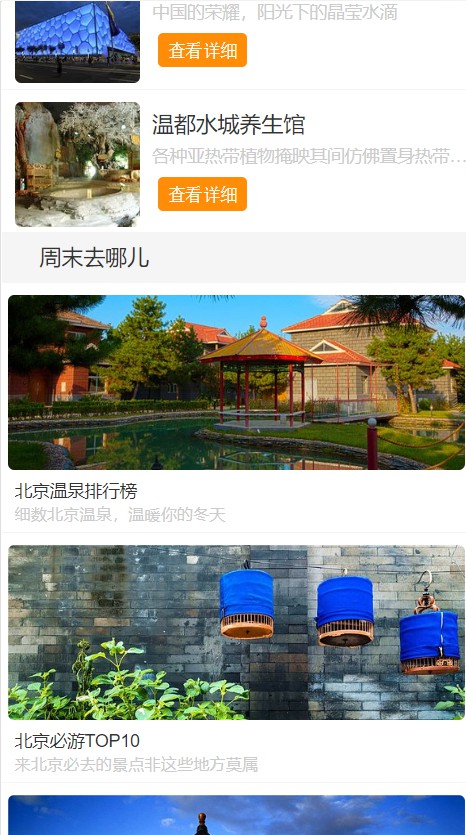 中国的荣耀，阳光下的晶莹水滴
查看详细
温都水城养生馆
各种亚热带植物掩映其间仿佛置身热带…
查看详细
周末去哪儿
北京温泉排行榜
细数北京温泉，温暖你的冬天
北京必游TOP10
来北京必去的景点非这些地方莫属